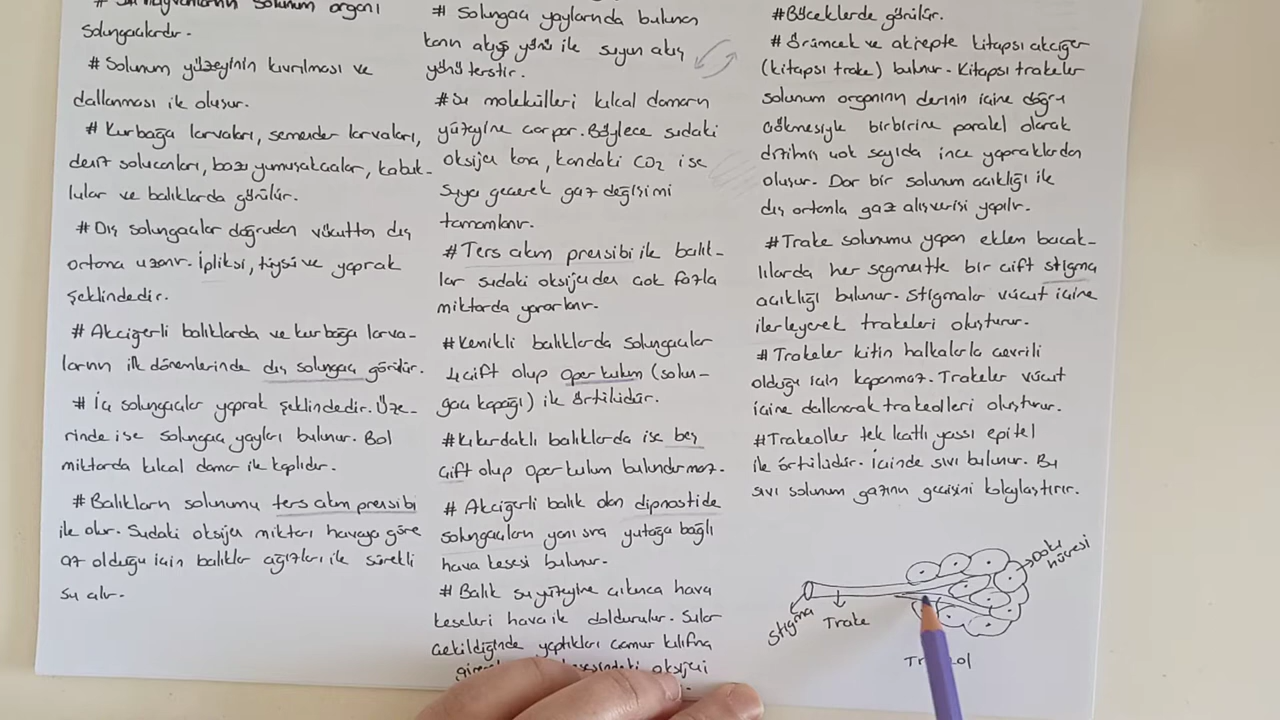 # Su hayvanlarının solunum organı
solungaçlardır.
# Solunum yüzeyinin kıvrılması ve
dallanması ile oluşur.
# Kurbağa larvaları, semender larvaları,
deniz solucanları, bazı yumuşakçalar, kabuk-
lular ve balıklarda görülür.
# Dış solungaçlar doğrudan vücuttan dış
ortama uzanır. İpliksi, tüysü ve yaprak
şeklindedir.
# Akciğerli balıklarda ve kurbağa larva-
larının ilk dönemlerinde dış solungaç görülür.
# İç solungaçlar yaprak şeklindedir. Üze-
rinde ise solungaç yayları bulunur. Bol
miktarda kılcal damar ile kaplıdır.
# Balıkların solunumu ters akım prensibi
ile olur. Sudaki oksijen miktarı havaya göre
az olduğu için balıklar ağızları ile sürekli
su alır.
# Solungaç yaylarında bulunan
kanın akış yönü ile suyun akış
yönü terstir.
# Su molekülleri kılcal damarın
yüzeyine çarpar. Böylece sudaki
oksijen kana, kandaki CO2 ise
suya geçerek gaz değişimi
tamamlanır.
# Ters akım prensibi ile balık-
lar sudaki oksijenden çok fazla
miktarda yararlanır.
# Kemikli balıklarda solungaçlar
4 çift olup operkulum (solun-
gaç kapağı) ile örtülüdür.
# Kıkırdaklı balıklarda ise beş
çift olup operkulum bulundurmaz.
# Akciğerli balık olan dipnoside
solungaçların yanı sıra yutağa bağlı
hava kesesi bulunur.
# Balık su yüzeyine çıkınca hava
keseleri hava ile doldurulur. Sular
çekildiğinde yaptıkları çamur kılıfına
oksijeni
# Böceklerde görülür.
# Örümcek ve akrepte kitapsı akciğer
(kitapsı trake) bulunur. Kitapsı trakeler
solunum organının derinin içine doğru
çökmesiyle birbirine paralel olarak
dizilmiş çok sayıda ince yapraklardan
oluşur. Dar bir solunum açıklığı ile
dış ortamla gaz alışverişi yapılır.
# Trake solunumu yapan eklem bacak-
lılarda her segmentte bir çift stigma
açıklığı bulunur. Stigmalar vücut içine
ilerleyerek trakeleri oluşturur.
# Trakeler kitin halkalarla çevrili
olduğu için kapanmaz. Trakeler vücut
içine dallanarak trakeolleri oluşturur.
# Trakeoller tek katlı yassı epitel
ile örtülüdür. İçinde sıvı bulunur. Bu
sıvı solunum gazının geçişini kolaylaştırır.
Doku
hücresi
Stigma
Trake